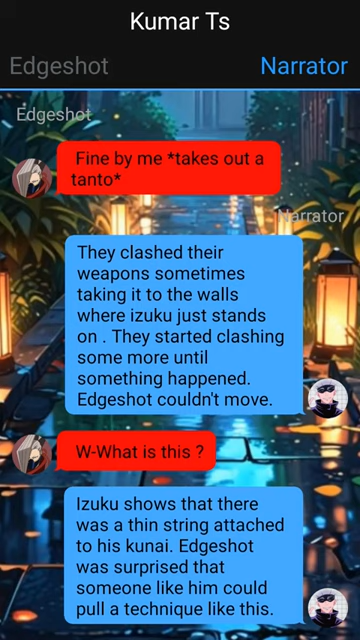 Kumar Ts
Edgeshot
Narrator
Edgeshot
Fine by me *takes out a
tanto*
Narrator
They clashed their
weapons sometimes
taking it to the walls
where izuku just stands
on . They started clashing
some more until
something happened.
Edgeshot couldn't move.
W-What is this ?
Izuku shows that there
was a thin string attached
to his kunai. Edgeshot
was surprised that
someone like him could
pull a technique like this.